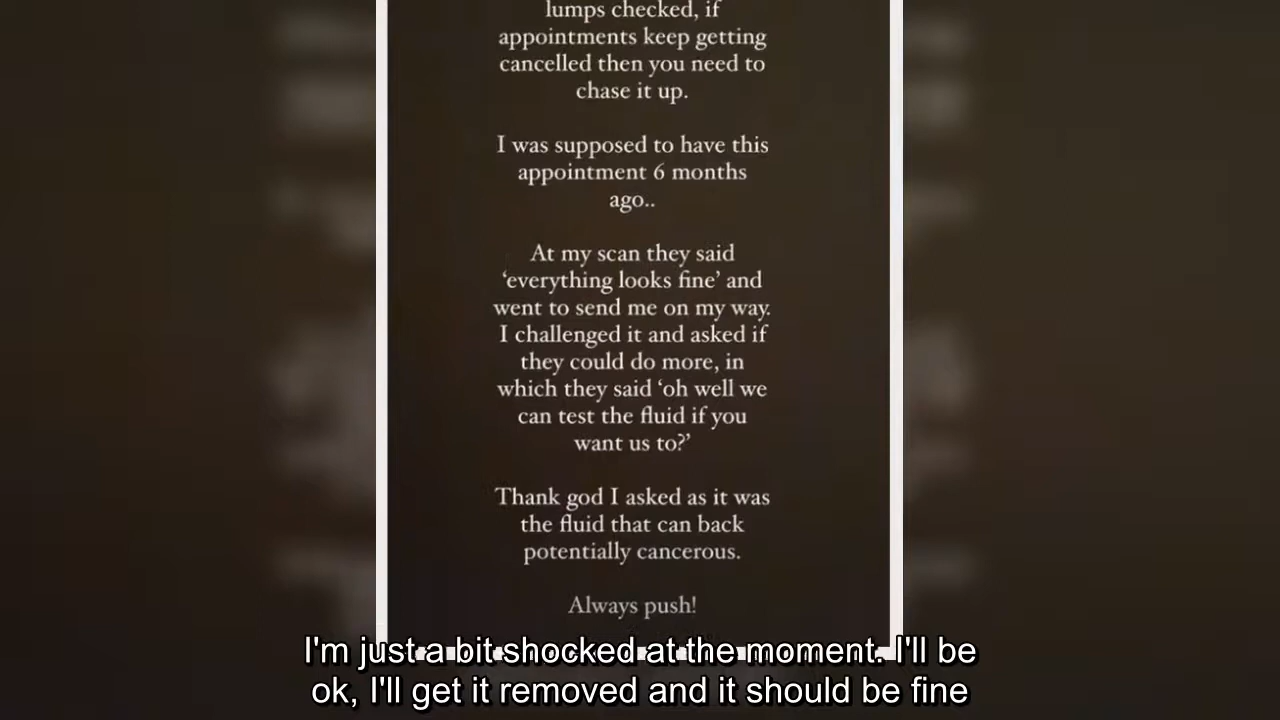 lumps checked, if
appointments keep getting
cancelled then you need to
chase it up.
I was supposed to have this
appointment 6 months
ago..
At my scan they said
‘everything looks fine’ and
went to send me on my way.
I challenged it and asked if
they could do more, in
which they said ‘oh well we
can test the fluid if you
want us to?’
Thank god I asked as it was
the fluid that can back
potentially cancerous.
Always push!
I'm just a bit shocked at the moment. I'll be
ok, I'll get it removed and it should be fine